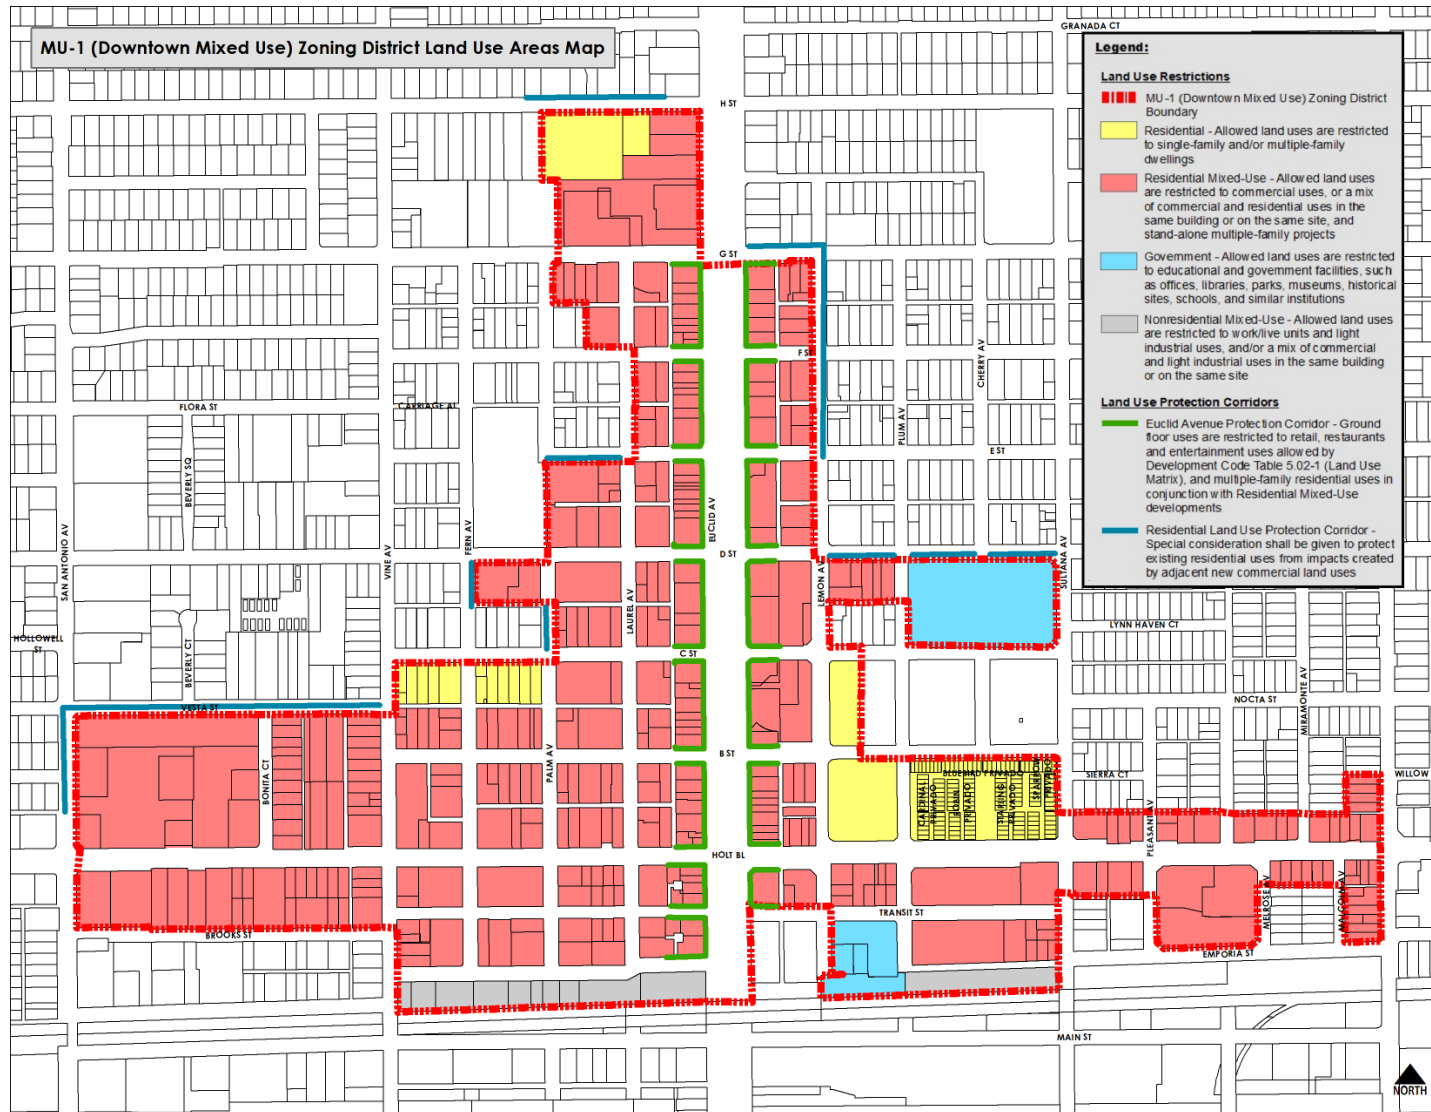 GRANADA CT
MU-1 (Downtown Mixed Use) Zoning District Land Use Areas Map
Legend:
Land Use Restrictions
MU-1 (Downtown Mixed Use) Zoning District
Boundary
Residential - Allowed land uses are restricted
to single-family and/or multiple-family
dwellings
Residential Mixed-Use - Allowed land uses
are restricted to commercial uses, or a mix
of commercial and residential uses in the
same building or on the same site, and
stand-alone multiple-family projects
Government - Allowed land uses are restricted
to educational and government facilities, such
as offices, libraries, parks, museums, historical
sites, schools, and similar institutions
Nonresidential Mixed-Use - Allowed land uses
are restricted to work/live units and light
industrial uses, and/or a mix of commercial
and light industrial uses in the same building
or on the same site
Land Use Protection Corridors
Euclid Avenue Protection Corridor - Ground
floor uses are restricted to retail, restaurants
and entertainment uses allowed by
Development Code Table 5.02-1 (Land Use
Matrix), and multiple-family residential uses in
conjunction with Residential Mixed-Use
developments
Residential Land Use Protection Corridor -
Special consideration shall be given to protect
existing residential uses from impacts created
by adjacent new commercial land uses
H ST
G ST
F ST
CHERRY AV
FLORA ST
CARRIAGE AL
PLUM AV
E ST
BEVERLY SQ
EUCLID AV
SAN ANTONIO AV
VINE AV
FERN AV
D ST
LEMON AV
SULTANA AV
LAUREL AV
HOLLOWELL
ST
LYNN HAVEN CT
BEVERLY CT
C ST
MIRAMONTE AV
NOCTA ST
VESTA ST
B ST
PALM AV
BONITA CT
BLUEBIRD PRIVADO
SIERRA CT
WILLOW
CARDINAL
PRIVADO
ROBIN
PRIVADO
STARLING
PRIVADO
SPARROW
PRIVADO
PLEASANT AV
HOLT BL
MELROSE AV
MALCOLM AV
TRANSIT ST
BROOKS ST
EMPORIA ST
MAIN ST
NORTH